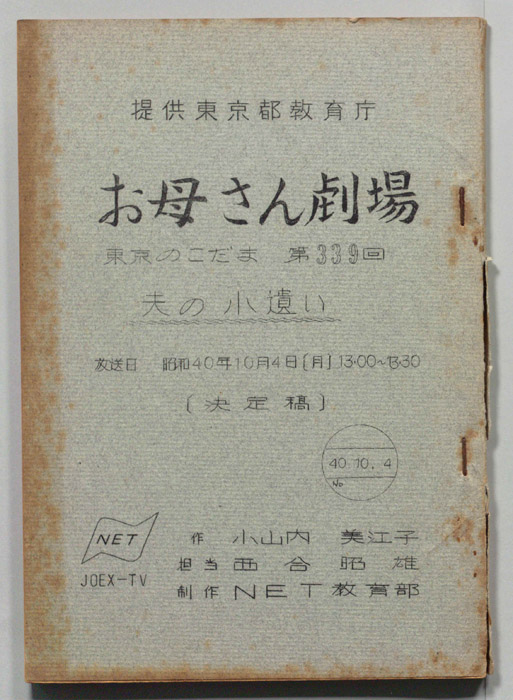 提供東京都教育庁
お母さん劇場
東京のこだま 第339回
夫の小遺い
放送日 昭和40年10月4日[月]13·00~13·30
[決定稿]
40.10.4
No
NET
JOEX-TV
作 小山内 美江子
担当 西合昭雄
制作 NET教育部